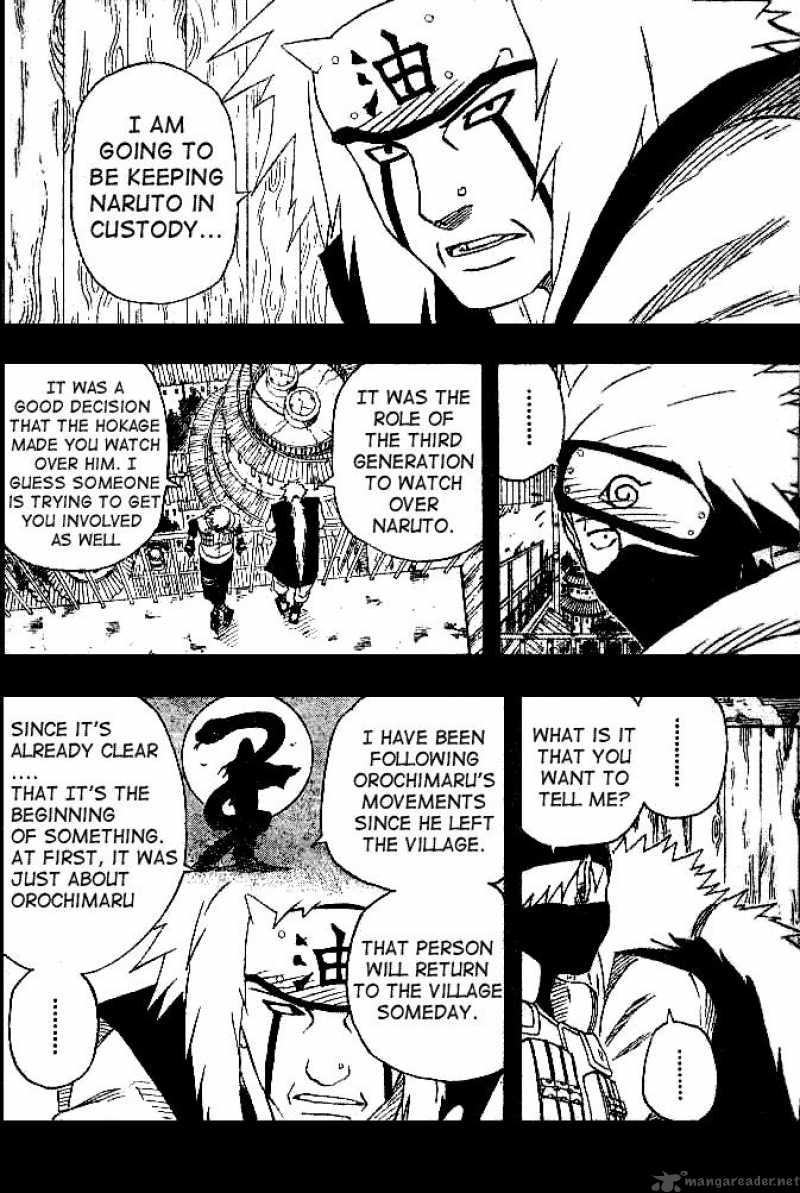 油
I AM
GOING TO
BE KEEPING
NARUTO IN
CUSTODY...
.........
IT WAS THE
ROLE OF
THE THIRD
GENERATION
TO WATCH
OVER
NARUTO.
IT WAS A
GOOD DECISION
THAT THE HOKAGE
MADE YOU WATCH
OVER HIM. I
GUESS SOMEONE
IS TRYING TO GET
YOU INVOLVED
AS WELL
.........
WHAT IS IT
THAT YOU
WANT TO
TELL ME?
.........
I HAVE BEEN
FOLLOWING
OROCHIMARU'S
MOVEMENTS
SINCE HE LEFT
THE VILLAGE.
THAT PERSON
WILL RETURN
TO THE VILLAGE
SOMEDAY.
SINCE IT'S
ALREADY CLEAR
....
THAT IT'S THE
BEGINNING
OF SOMETHING.
AT FIRST, IT WAS
JUST ABOUT
OROCHIMARU
.........
油
mangareader.net